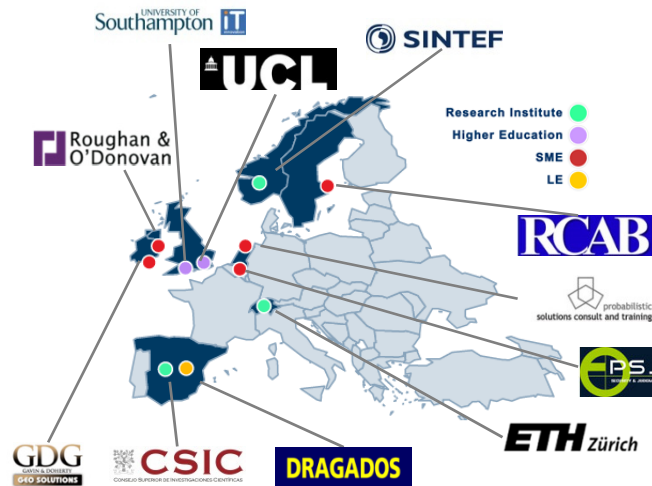 UNIVERSITY OF
Southampton iT
SINTEF
UCL
Research Institute
Higher Education
SME
LE
Roughan &
O'Donovan
RCAB
probabilistic
solutions consult and training
PS.
ETH Zürich
GDG
GAVIN & DOHERTY
GEO SOLUTIONS
CSIC
CONSEJO SUPERIOR DE INVESTIGACIONES CIENTÍFICAS
DRAGADOS